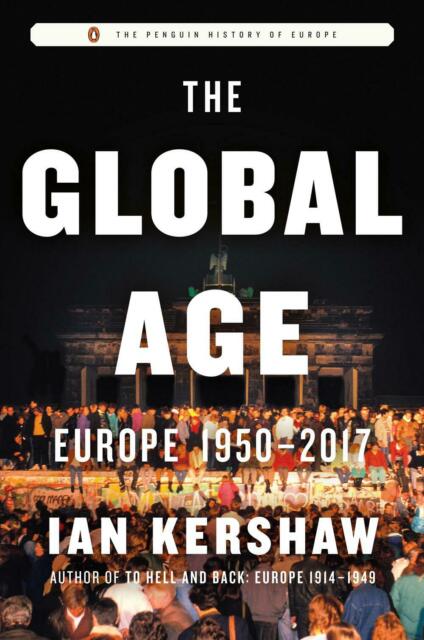 THE PENGUIN HISTORY OF EUROPE
THE
GLOBAL
AGE
EUROPE 1950–2017
IAN KERSHAW
AUTHOR OF TO HELL AND BACK: EUROPE 1914–1949